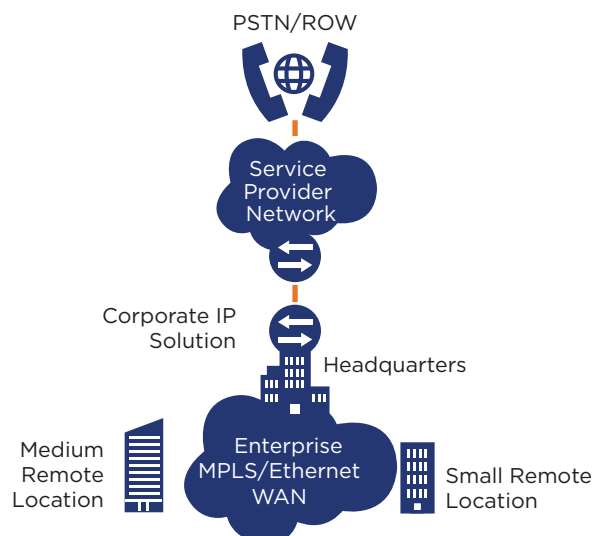 PSTN/ROW
Service
Provider
Network
Corporate IP
Solution
Headquarters
Medium
Remote
Location
Enterprise
MPLS/Ethernet
WAN
Small Remote
Location